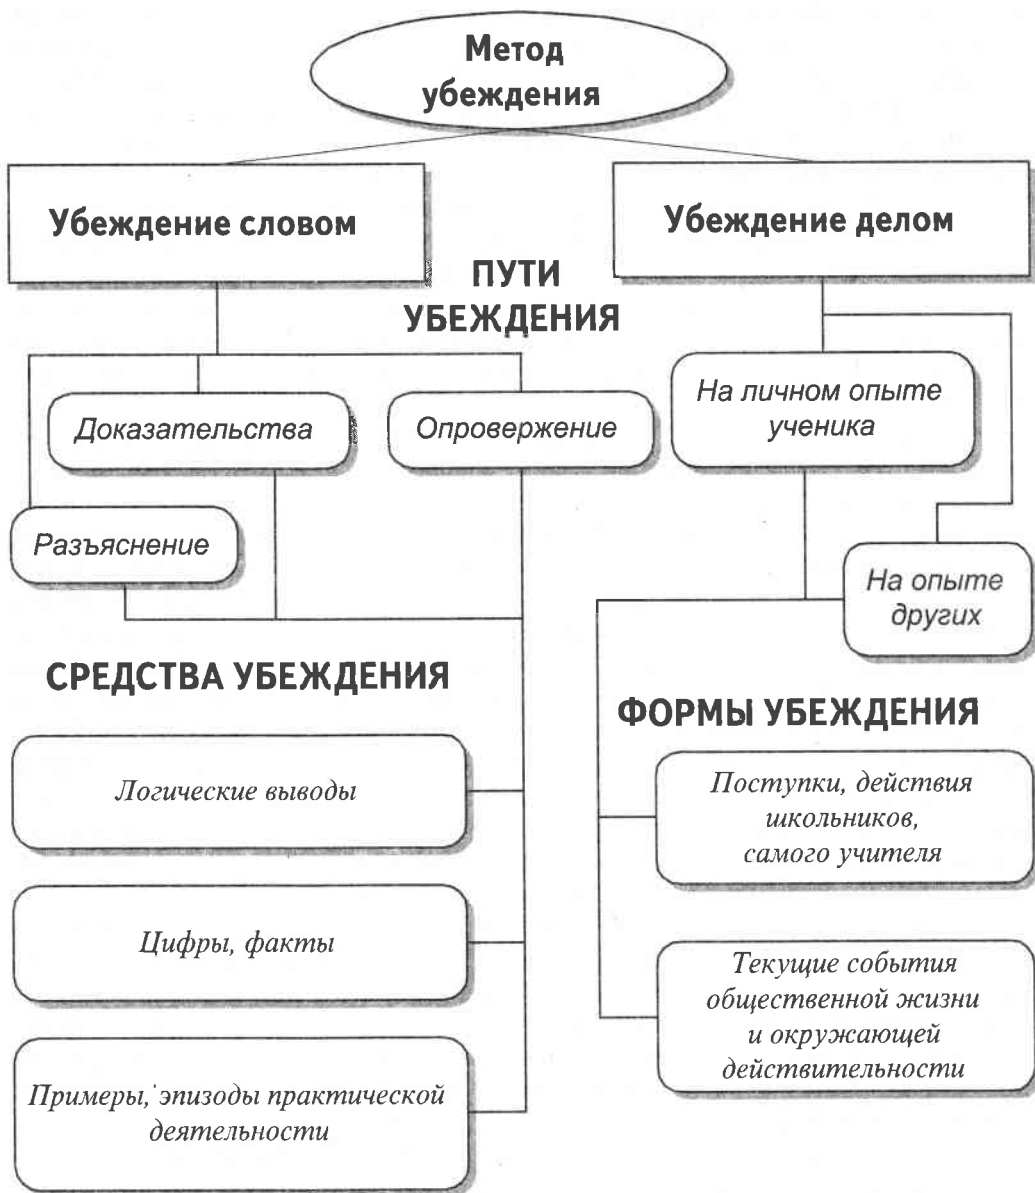 Метод
убеждения
Убеждение словом
Убеждение делом
ПУТИ
УБЕЖДЕНИЯ
Доказательства
Опровержение
На личном опыте
ученика
Разъяснение
На опыте
других
СРЕДСТВА УБЕЖДЕНИЯ
ФОРМЫ УБЕЖДЕНИЯ
Логические выводы
Поступки, действия
школьников,
самого учителя
Цифры, факты
Текущие события
общественной жизни
и окружающей
действительности
Примеры, эпизоды практической
деятельности